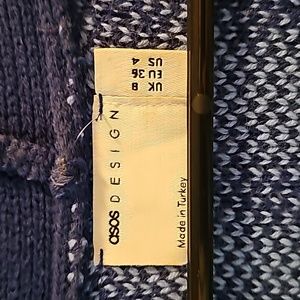 UK 8
EU 36
US 4
asos DESIGN
Made in Turkey